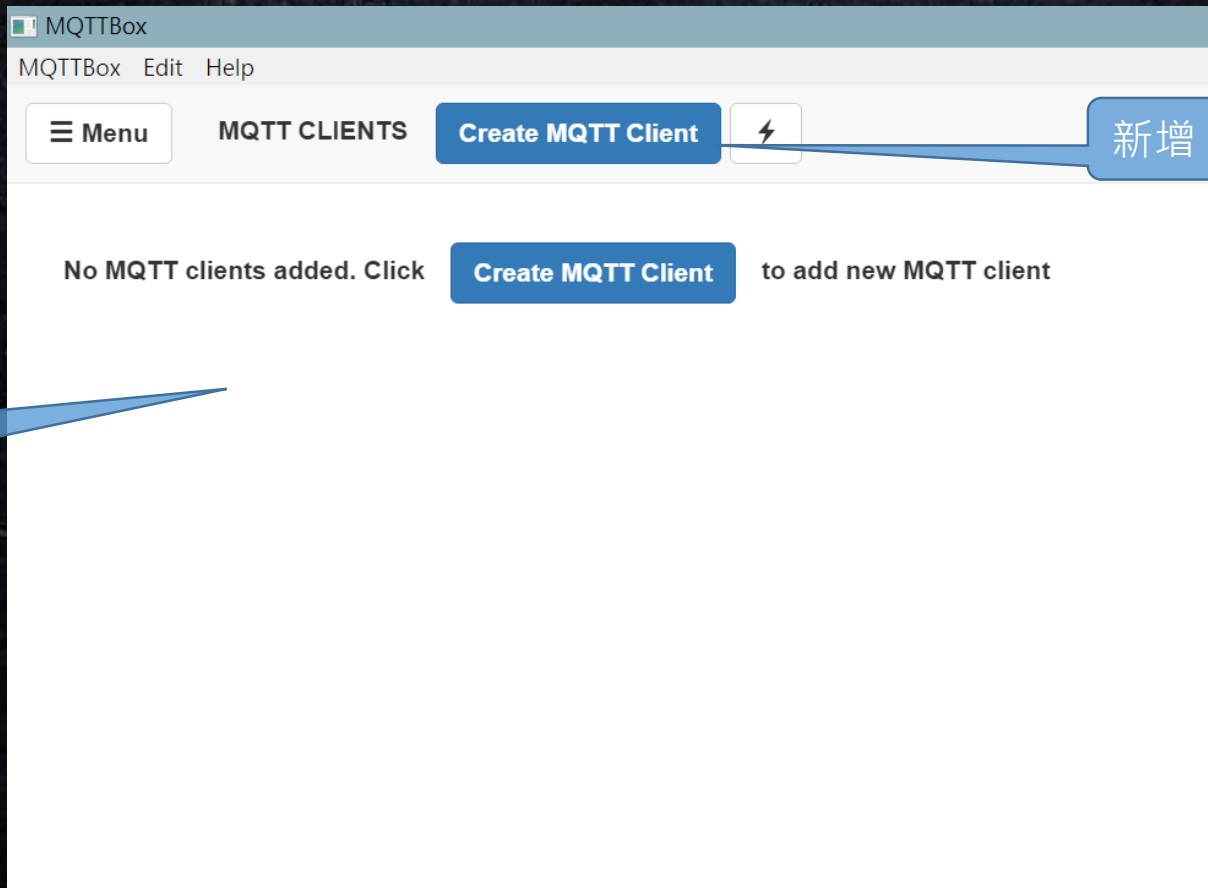 MQTTBox
MQTTBox Edit Help
Menu MQTT CLIENTS Create MQTT Client 新增
No MQTT clients added. Click Create MQTT Client to add new MQTT client